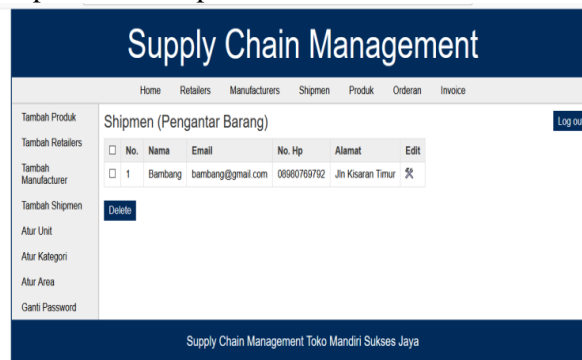 Supply Chain Management
Home Retailers Manufacturers Shipmen Produk Orderan Invoice
Tambah Produk
Tambah Retailers
Tambah
Manufacturer
Tambah Shipmen
Atur Unit
Atur Kategori
Atur Area
Ganti Password
Shipmen (Pengantar Barang)
Log out
No. Nama Email No. Hp Alamat Edit
1 Bambang bambang@gmail.com 08980769792 Jln Kisaran Timur
Delete
Supply Chain Management Toko Mandiri Sukses Jaya